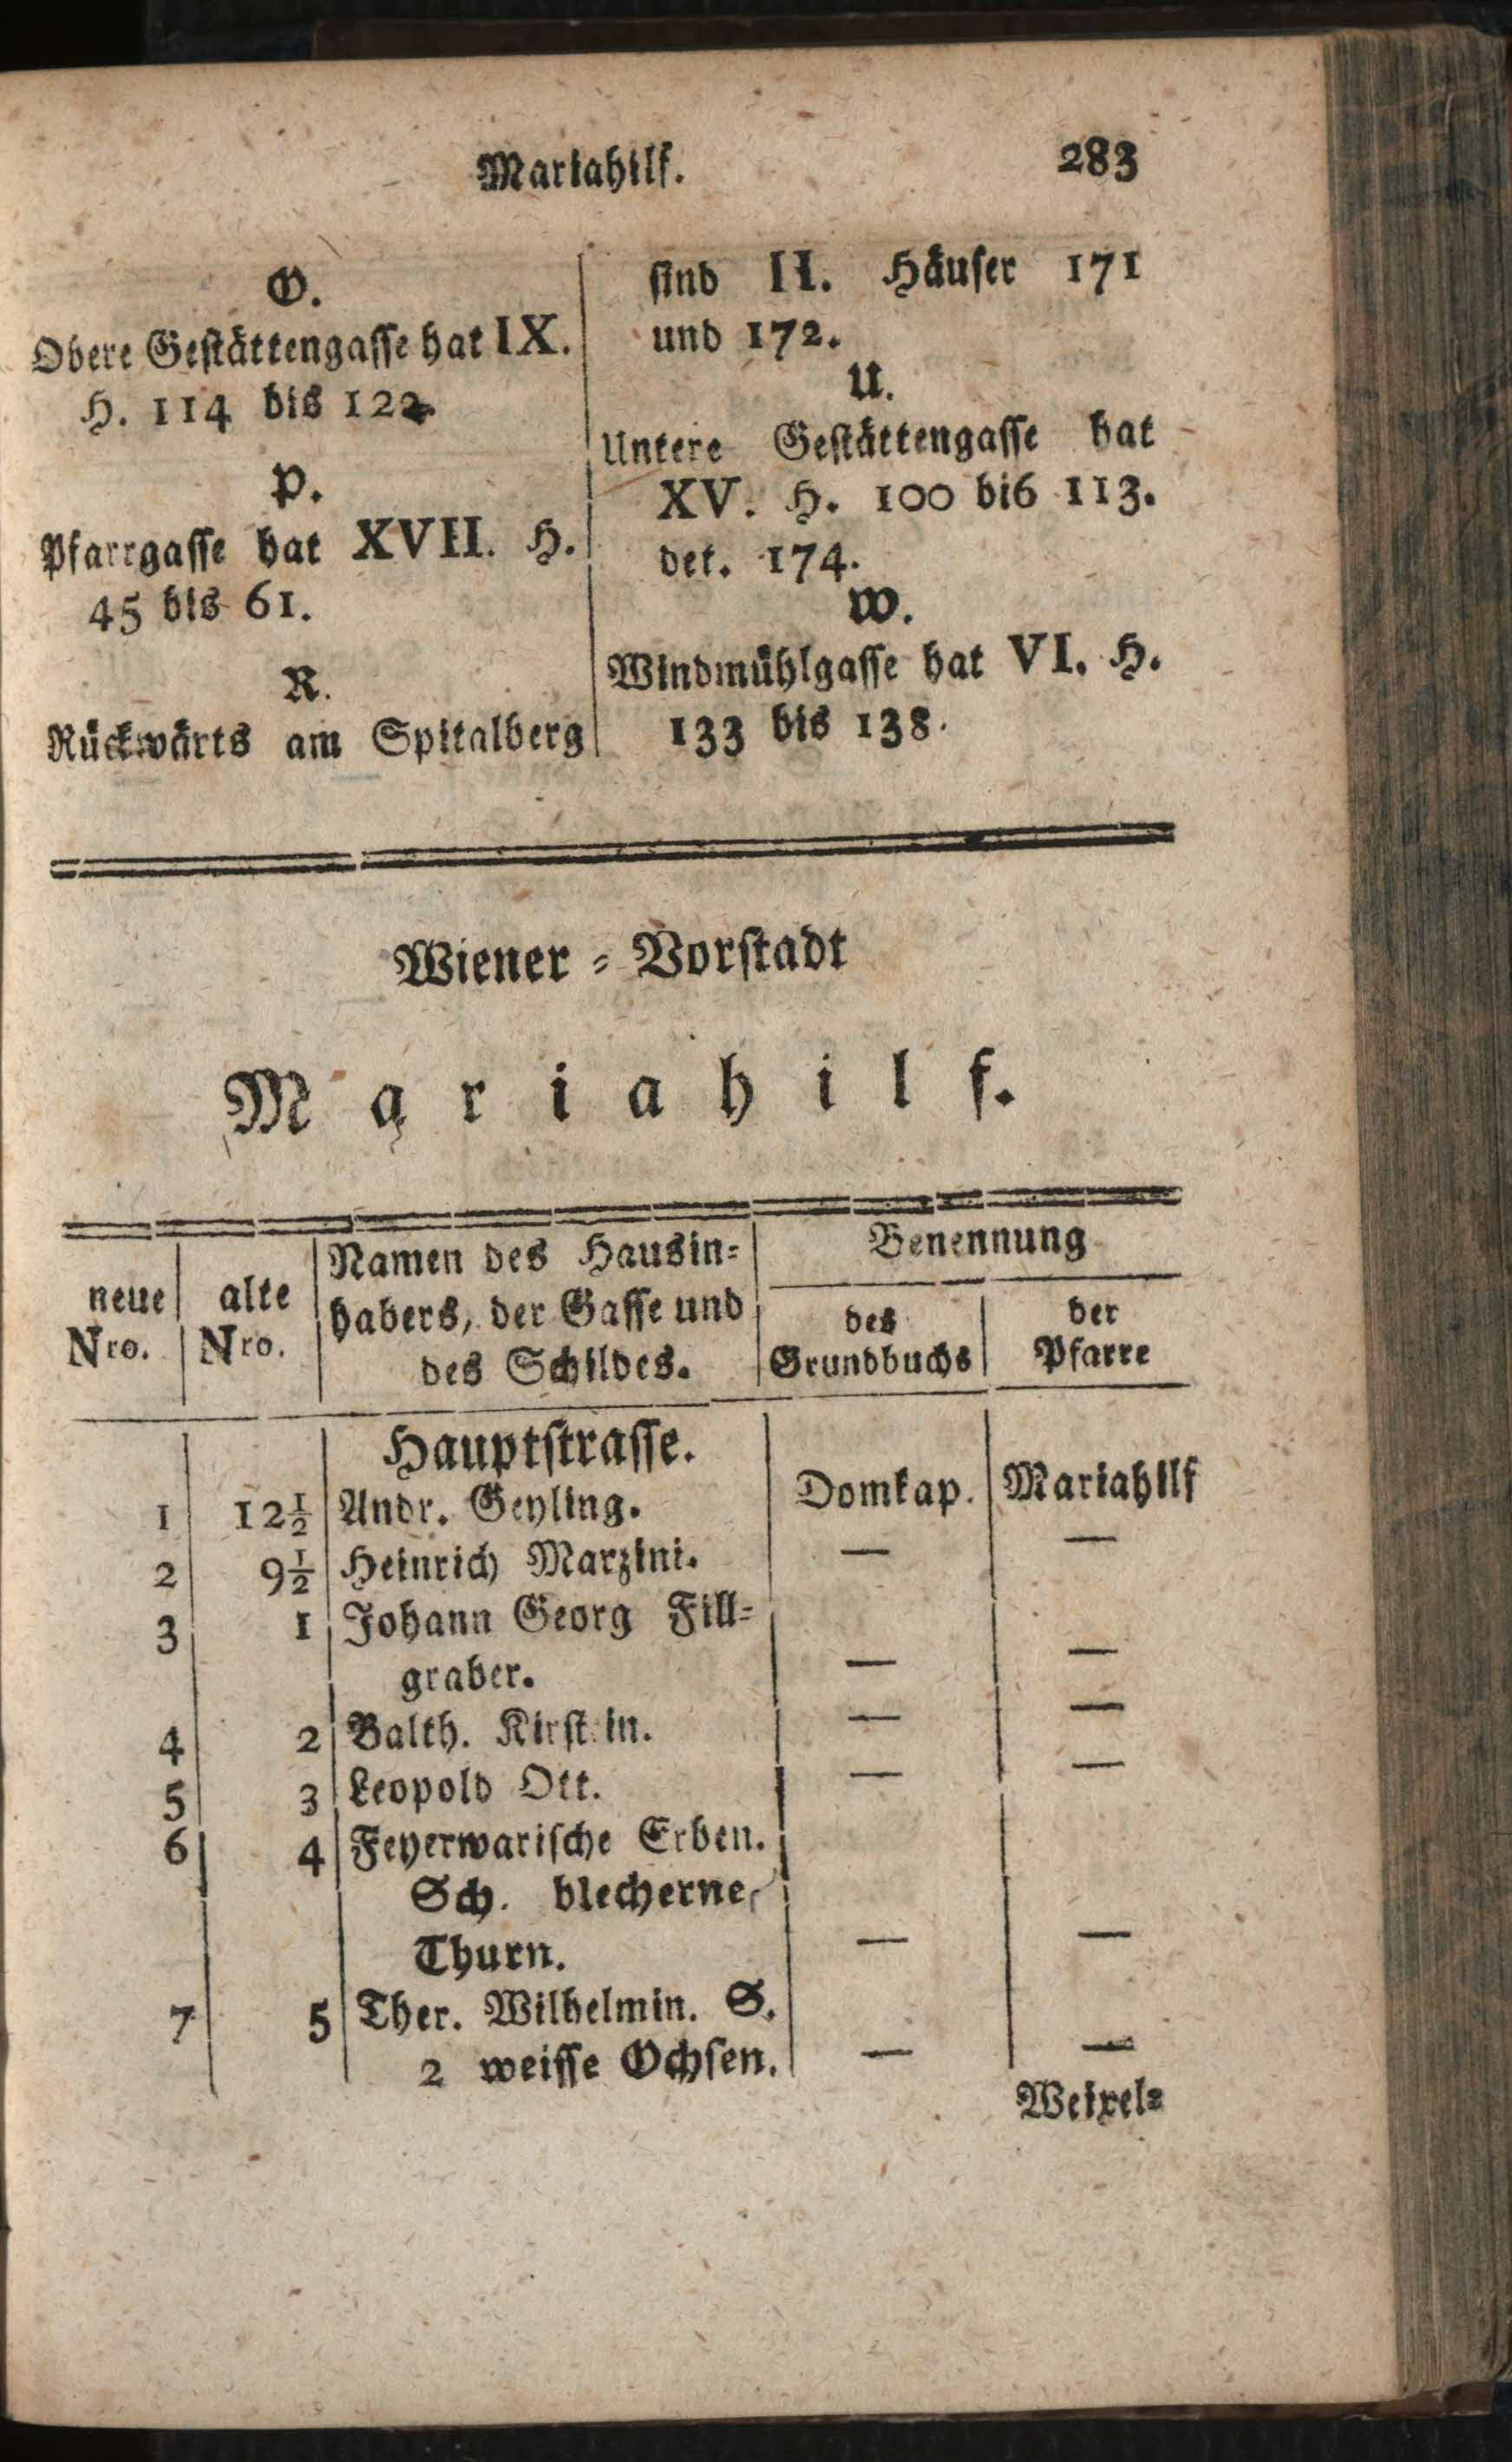 Mariahilf. 283
O.
Obere Gestättengasse hat IX.
H. 114 bis 122.
P.
Pfarrgasse hat XVII. H.
45 bis 61.
R.
Rückwärts am Spitalberg
sind II. Häuser 171
und 172.
U.
Untere Gestättengasse hat
XV. H. 100 bis 113.
det. 174.
W.
Windmühlgasse hat VI. H.
133 bis 138.
Wiener-Vorstadt
Mariahilf.
neue Nro.
alte Nro.
Namen des Hausin-
habers, der Gasse und
des Schildes.
Benennung
des Grundbuchs
der Pfarre
Hauptstrasse.
1 12½ Andr. Geyling. Domkap. Mariahilf
2 9½ Heinrich Marzini. — —
3 1 Johann Georg Fill-
graber. — —
4 2 Balth. — —
5 3 Leopold Ott. — —
6 4 Feyerwarische Erben.
Sch. blecherne
Thurn. — —
7 5 Ther. Wilhelmin. S.
2 weisse Ochsen. — —
Weixel-